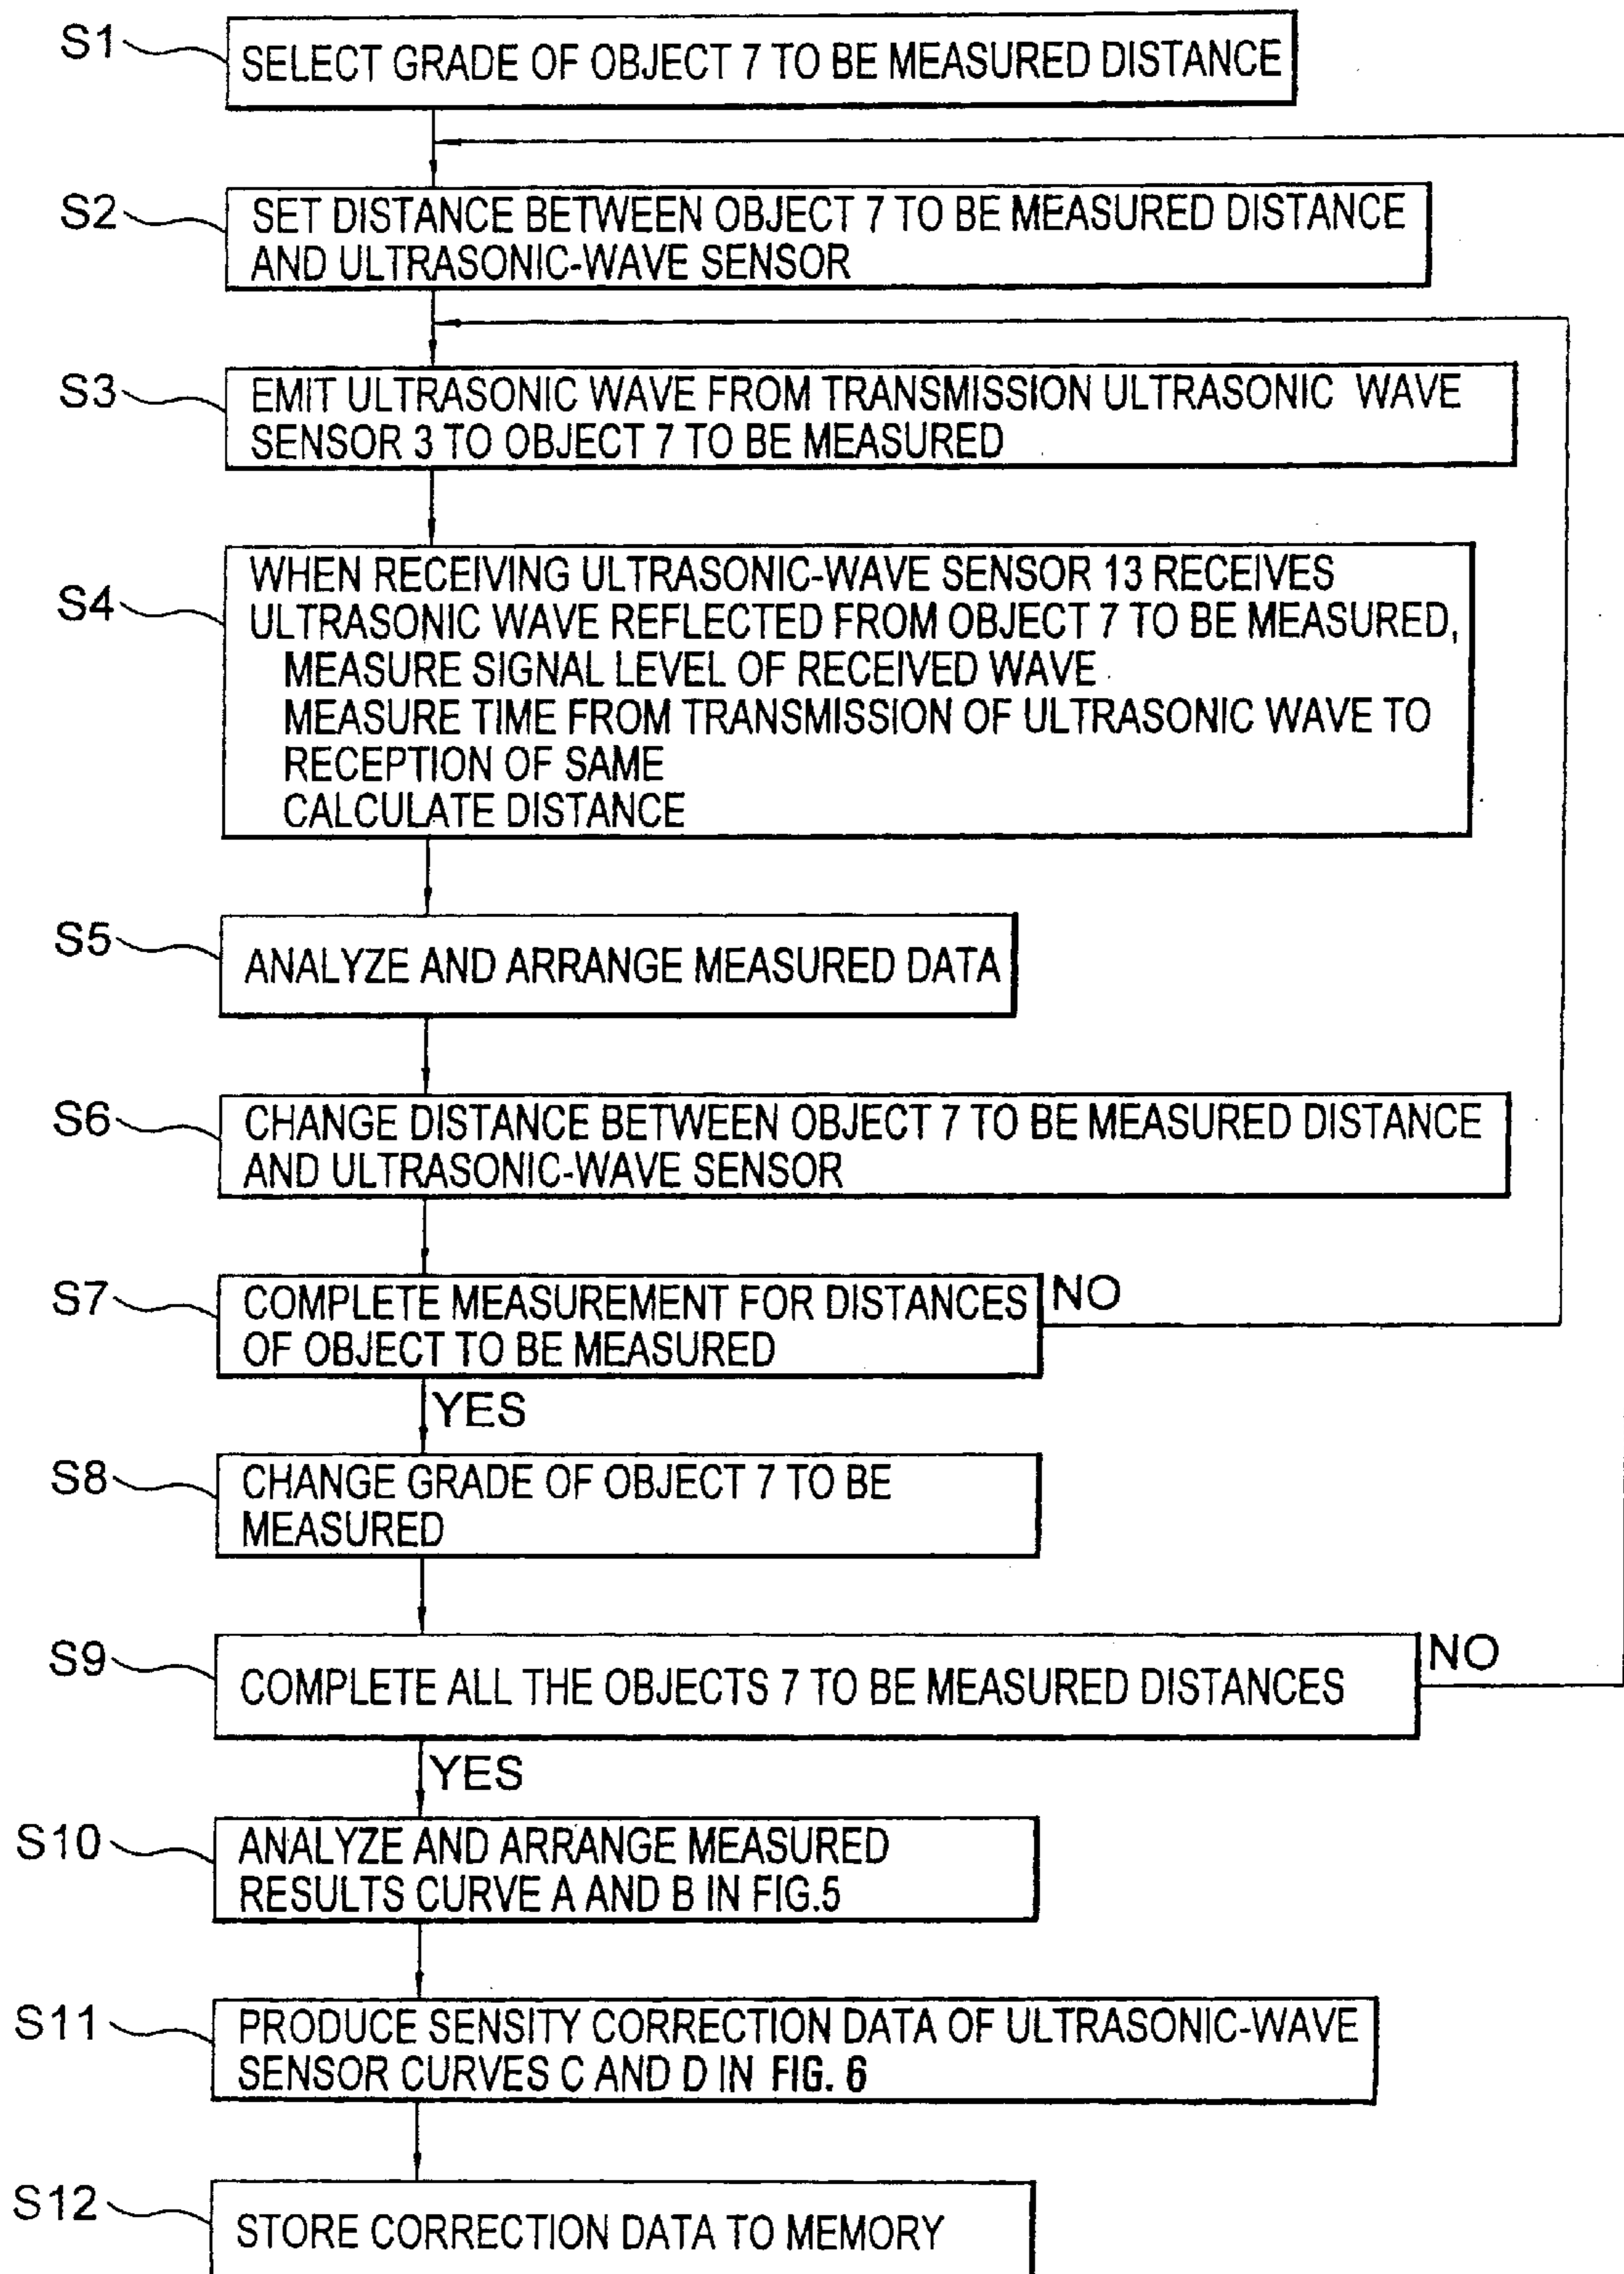 S1
SELECT GRADE OF OBJECT 7 TO BE MEASURED DISTANCE
S2
SET DISTANCE BETWEEN OBJECT 7 TO BE MEASURED DISTANCE
AND ULTRASONIC-WAVE SENSOR
S3
EMIT ULTRASONIC WAVE FROM TRANSMISSION ULTRASONIC WAVE
SENSOR 3 TO OBJECT 7 TO BE MEASURED
S4
WHEN RECEIVING ULTRASONIC-WAVE SENSOR 13 RECEIVES
ULTRASONIC WAVE REFLECTED FROM OBJECT 7 TO BE MEASURED,
MEASURE SIGNAL LEVEL OF RECEIVED WAVE
MEASURE TIME FROM TRANSMISSION OF ULTRASONIC WAVE TO
RECEPTION OF SAME
CALCULATE DISTANCE
S5
ANALYZE AND ARRANGE MEASURED DATA
S6
CHANGE DISTANCE BETWEEN OBJECT 7 TO BE MEASURED DISTANCE
AND ULTRASONIC-WAVE SENSOR
S7
COMPLETE MEASUREMENT FOR DISTANCES
OF OBJECT TO BE MEASURED
NO
YES
S8
CHANGE GRADE OF OBJECT 7 TO BE
MEASURED
S9
COMPLETE ALL THE OBJECTS 7 TO BE MEASURED DISTANCES
NO
YES
S10
ANALYZE AND ARRANGE MEASURED
RESULTS CURVE A AND B IN FIG.5
S11
PRODUCE SENSITY CORRECTION DATA OF ULTRASONIC-WAVE
SENSOR CURVES C AND D IN FIG. 6
S12
STORE CORRECTION DATA TO MEMORY